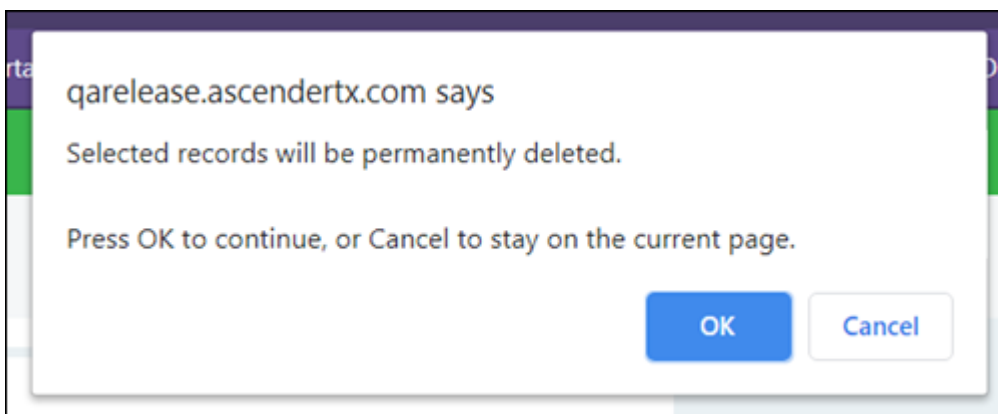 qarelease.ascendertx.com says
Selected records will be permanently deleted.
Press OK to continue, or Cancel to stay on the current page.
OK
Cancel